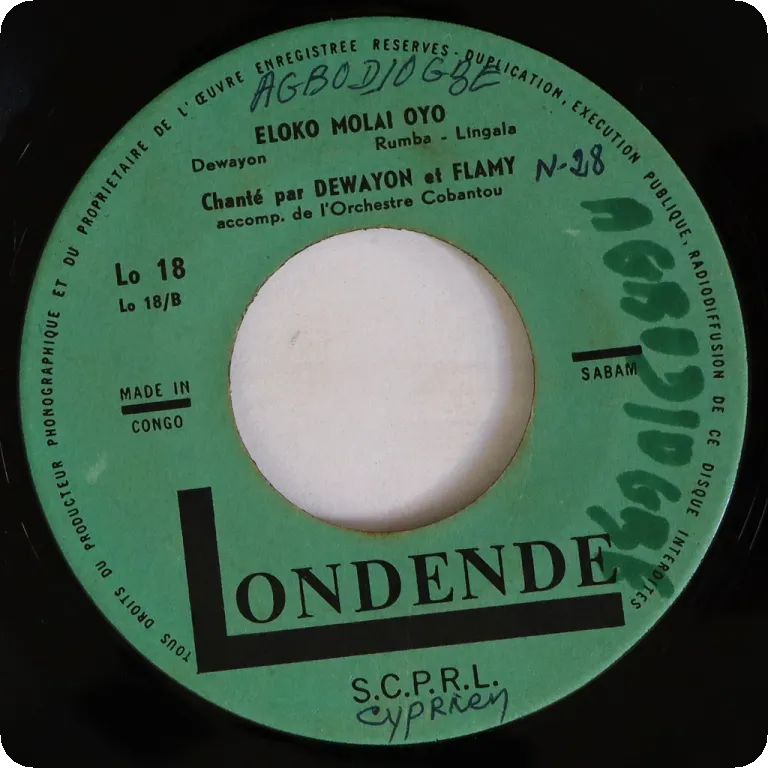 TOUS DROITS DU PRODUCTEUR PHONOGRAPHIQUE ET DU PROPRIETAIRE DE L'ŒUVRE ENREGISTREE RESERVES - DUPLICATION, EXECUTION PUBLIQUE, RADIODIFFUSION DE CE DISQUE INTERDITES
AGBODJOGBE
ELOKO MOLAI OYO
Dewayon Rumba - Lingala
Chanté par DEWAYON et FLAMY
accomp. de l'Orchestre Cobantou
N-28
Lo 18
Lo 18/B
MADE IN
CONGO
SABAM
AGBODJOGBE
LONDENDE
S.C.P.R.L.
Cyprien